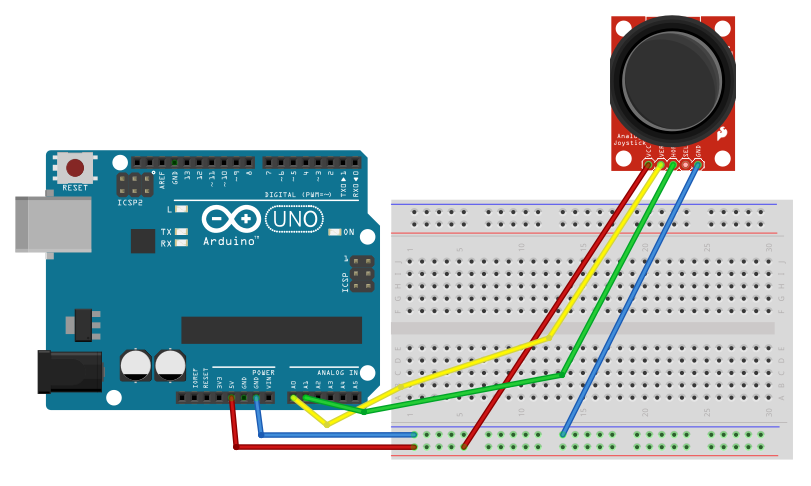 Analog
Joystick
VCC
VER
HOR
SEL
GND
RESET
ICSP2
AREF
GND
13
12
~11
~10
~9
8
7
~6
~5
4
~3
2
TX0▶1
RX0◀0
DIGITAL (PWM=~)
L
TX
RX
UNO
Arduino™
ON
ICSP
1
IOREF
RESET
3V3
5V
GND
GND
VIN
POWER
ANALOG IN
A0
A1
A2
A3
A4
A5
1
5
10
15
20
25
30
J
I
H
G
F
E
D
C
B
A